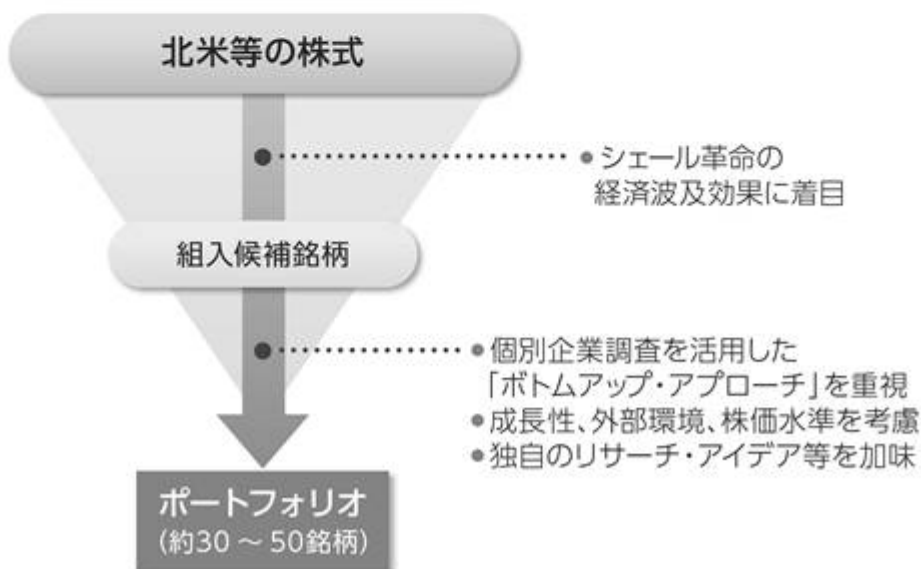 北米等の株式
● シェール革命の
経済波及効果に着目
組入候補銘柄
● 個別企業調査を活用した
「ボトムアップ・アプローチ」を重視
● 成長性、外部環境、株価水準を考慮
● 独自のリサーチ・アイデア等を加味
ポートフォリオ
(約30 ～ 50銘柄)